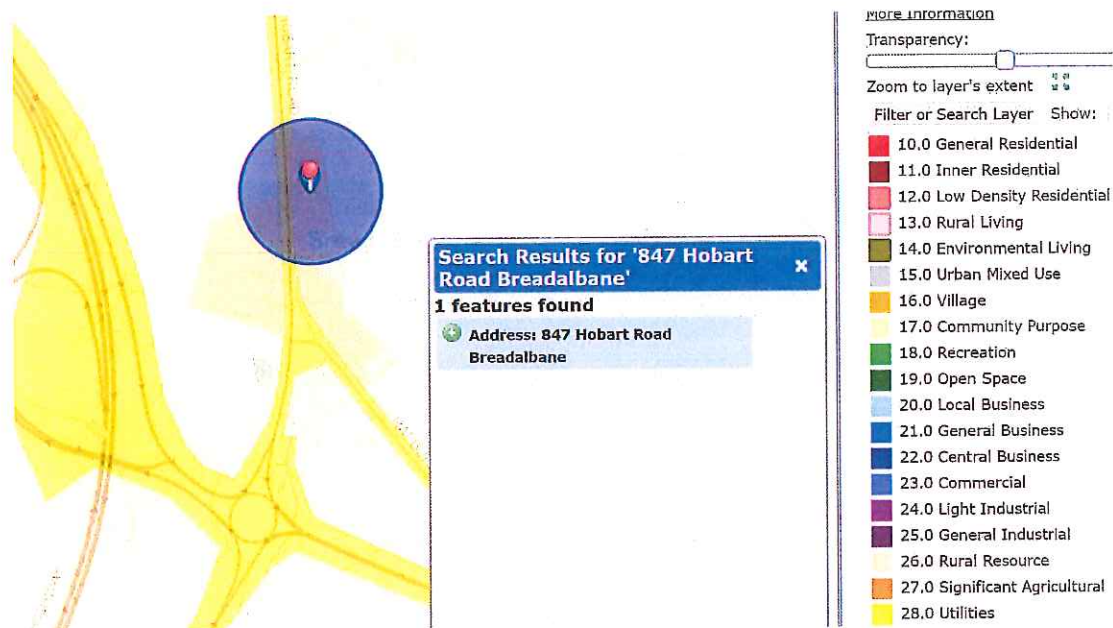 More Information
Transparency:
Zoom to layer's extent
Filter or Search Layer Show:
10.0 General Residential
11.0 Inner Residential
12.0 Low Density Residential
13.0 Rural Living
14.0 Environmental Living
15.0 Urban Mixed Use
16.0 Village
17.0 Community Purpose
18.0 Recreation
19.0 Open Space
20.0 Local Business
21.0 General Business
22.0 Central Business
23.0 Commercial
24.0 Light Industrial
25.0 General Industrial
26.0 Rural Resource
27.0 Significant Agricultural
28.0 Utilities
Search Results for '847 Hobart
Road Breadalbane'
x
1 features found
Address: 847 Hobart Road
Breadalbane